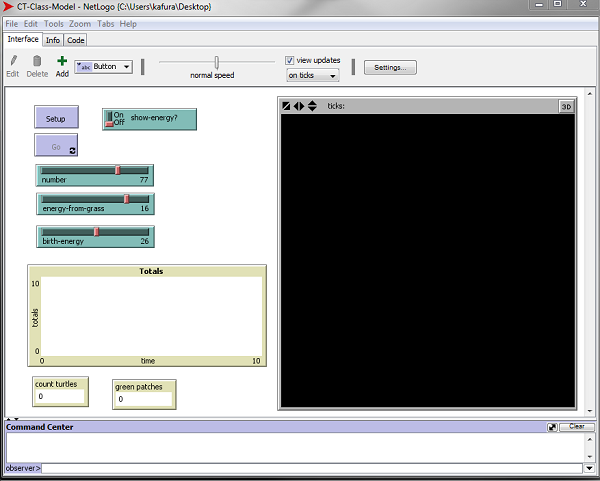 CT-Class-Model - NetLogo {C:\Users\kafura\Desktop}
File Edit Tools Zoom Tabs Help
Interface Info Code
Edit Delete Add abc Button normal speed view updates on ticks Settings...
Setup
On
Off
show-energy?
ticks:
3D
Go
number 77
energy-from-grass 16
birth-energy 26
Totals
10
totals
0
0 time 10
count turtles
0
green patches
0
Command Center
Clear
observer>